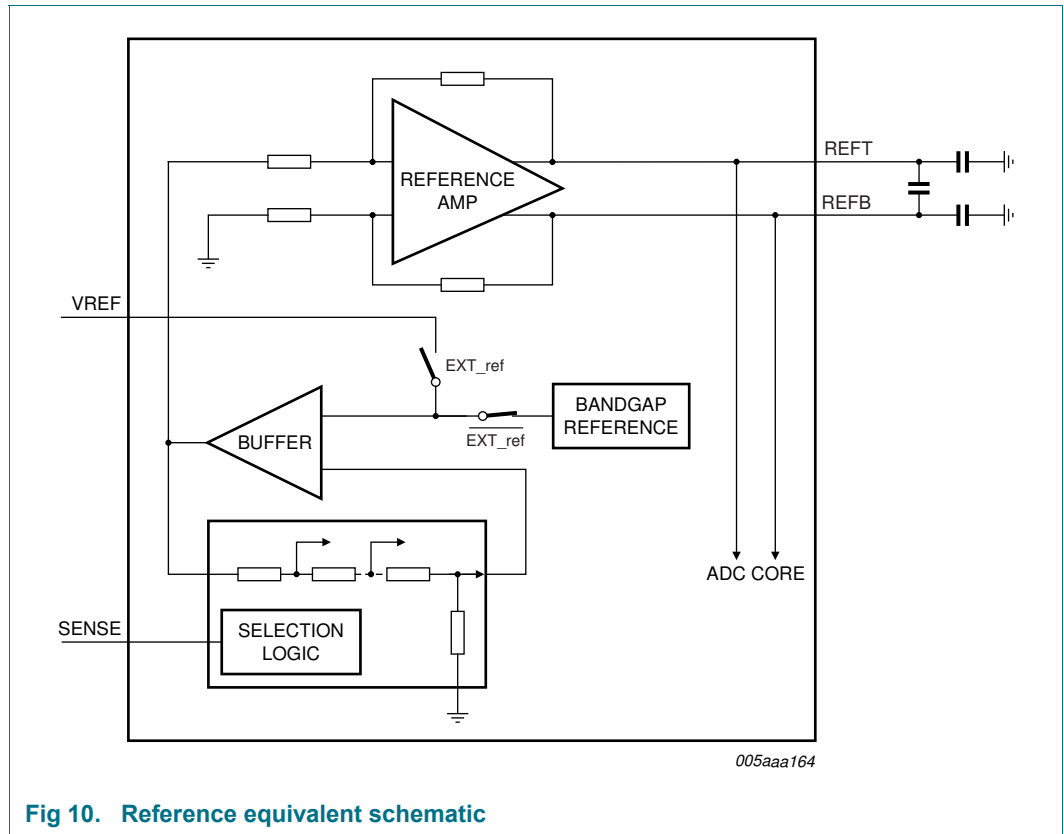 REFERENCE
AMP
REFT
REFB
VREF
EXT_ref
EXT_ref
BANDGAP
REFERENCE
BUFFER
ADC CORE
SENSE
SELECTION
LOGIC
005aaa164
Fig 10. Reference equivalent schematic